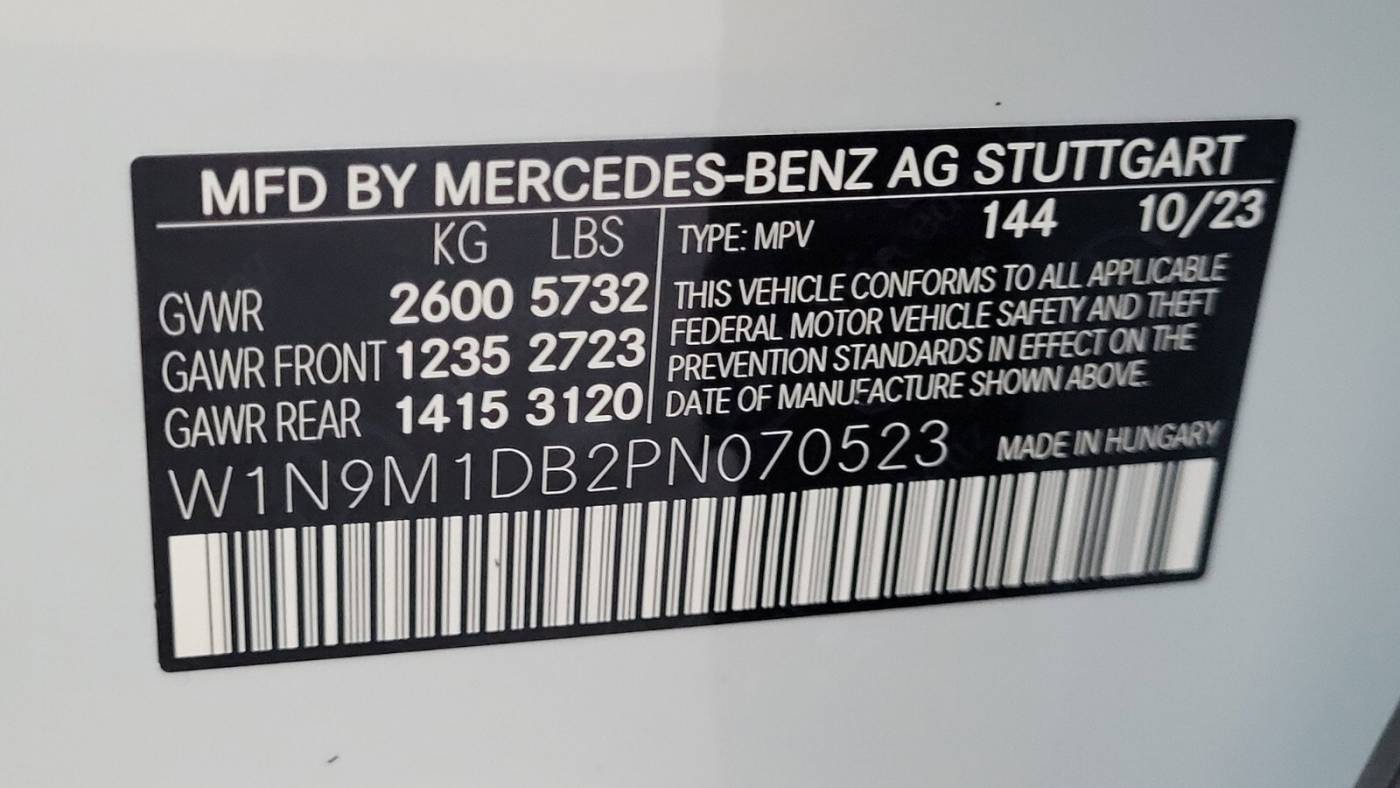 MFD BY MERCEDES-BENZ AG STUTTGART
KG LBS
GVWR 2600 5732
GAWR FRONT 1235 2723
GAWR REAR 1415 3120
TYPE: MPV 144 10/23
THIS VEHICLE CONFORMS TO ALL APPLICABLE
FEDERAL MOTOR VEHICLE SAFETY AND THEFT
PREVENTION STANDARDS IN EFFECT ON THE
DATE OF MANUFACTURE SHOWN ABOVE.
W1N9M1DB2PN070523 MADE IN HUNGARY